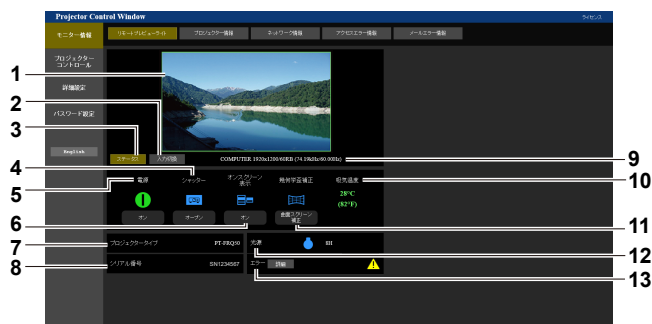 Projector Control Window
ライセンス
モニター情報
リモートプレビューライト
プロジェクター情報
ネットワーク情報
アクセスエラー情報
メールエラー情報
プロジェクター
コントロール
詳細設定
パスワード設定
English
1
2
3
4
5
6
7
8
9
10
11
12
13
ステータス
入力切換
COMPUTER 1920x1200/60RB (74.19kHz/60.00Hz)
電源
シャッター
オンスクリーン
表示
幾何学歪補正
吸気温度
28°C
(82°F)
オン
オープン
オン
曲面スクリーン
補正
プロジェクタータイプ
PT-FRQ50
光源
8H
シリアル番号
SN1234567
エラー
詳細